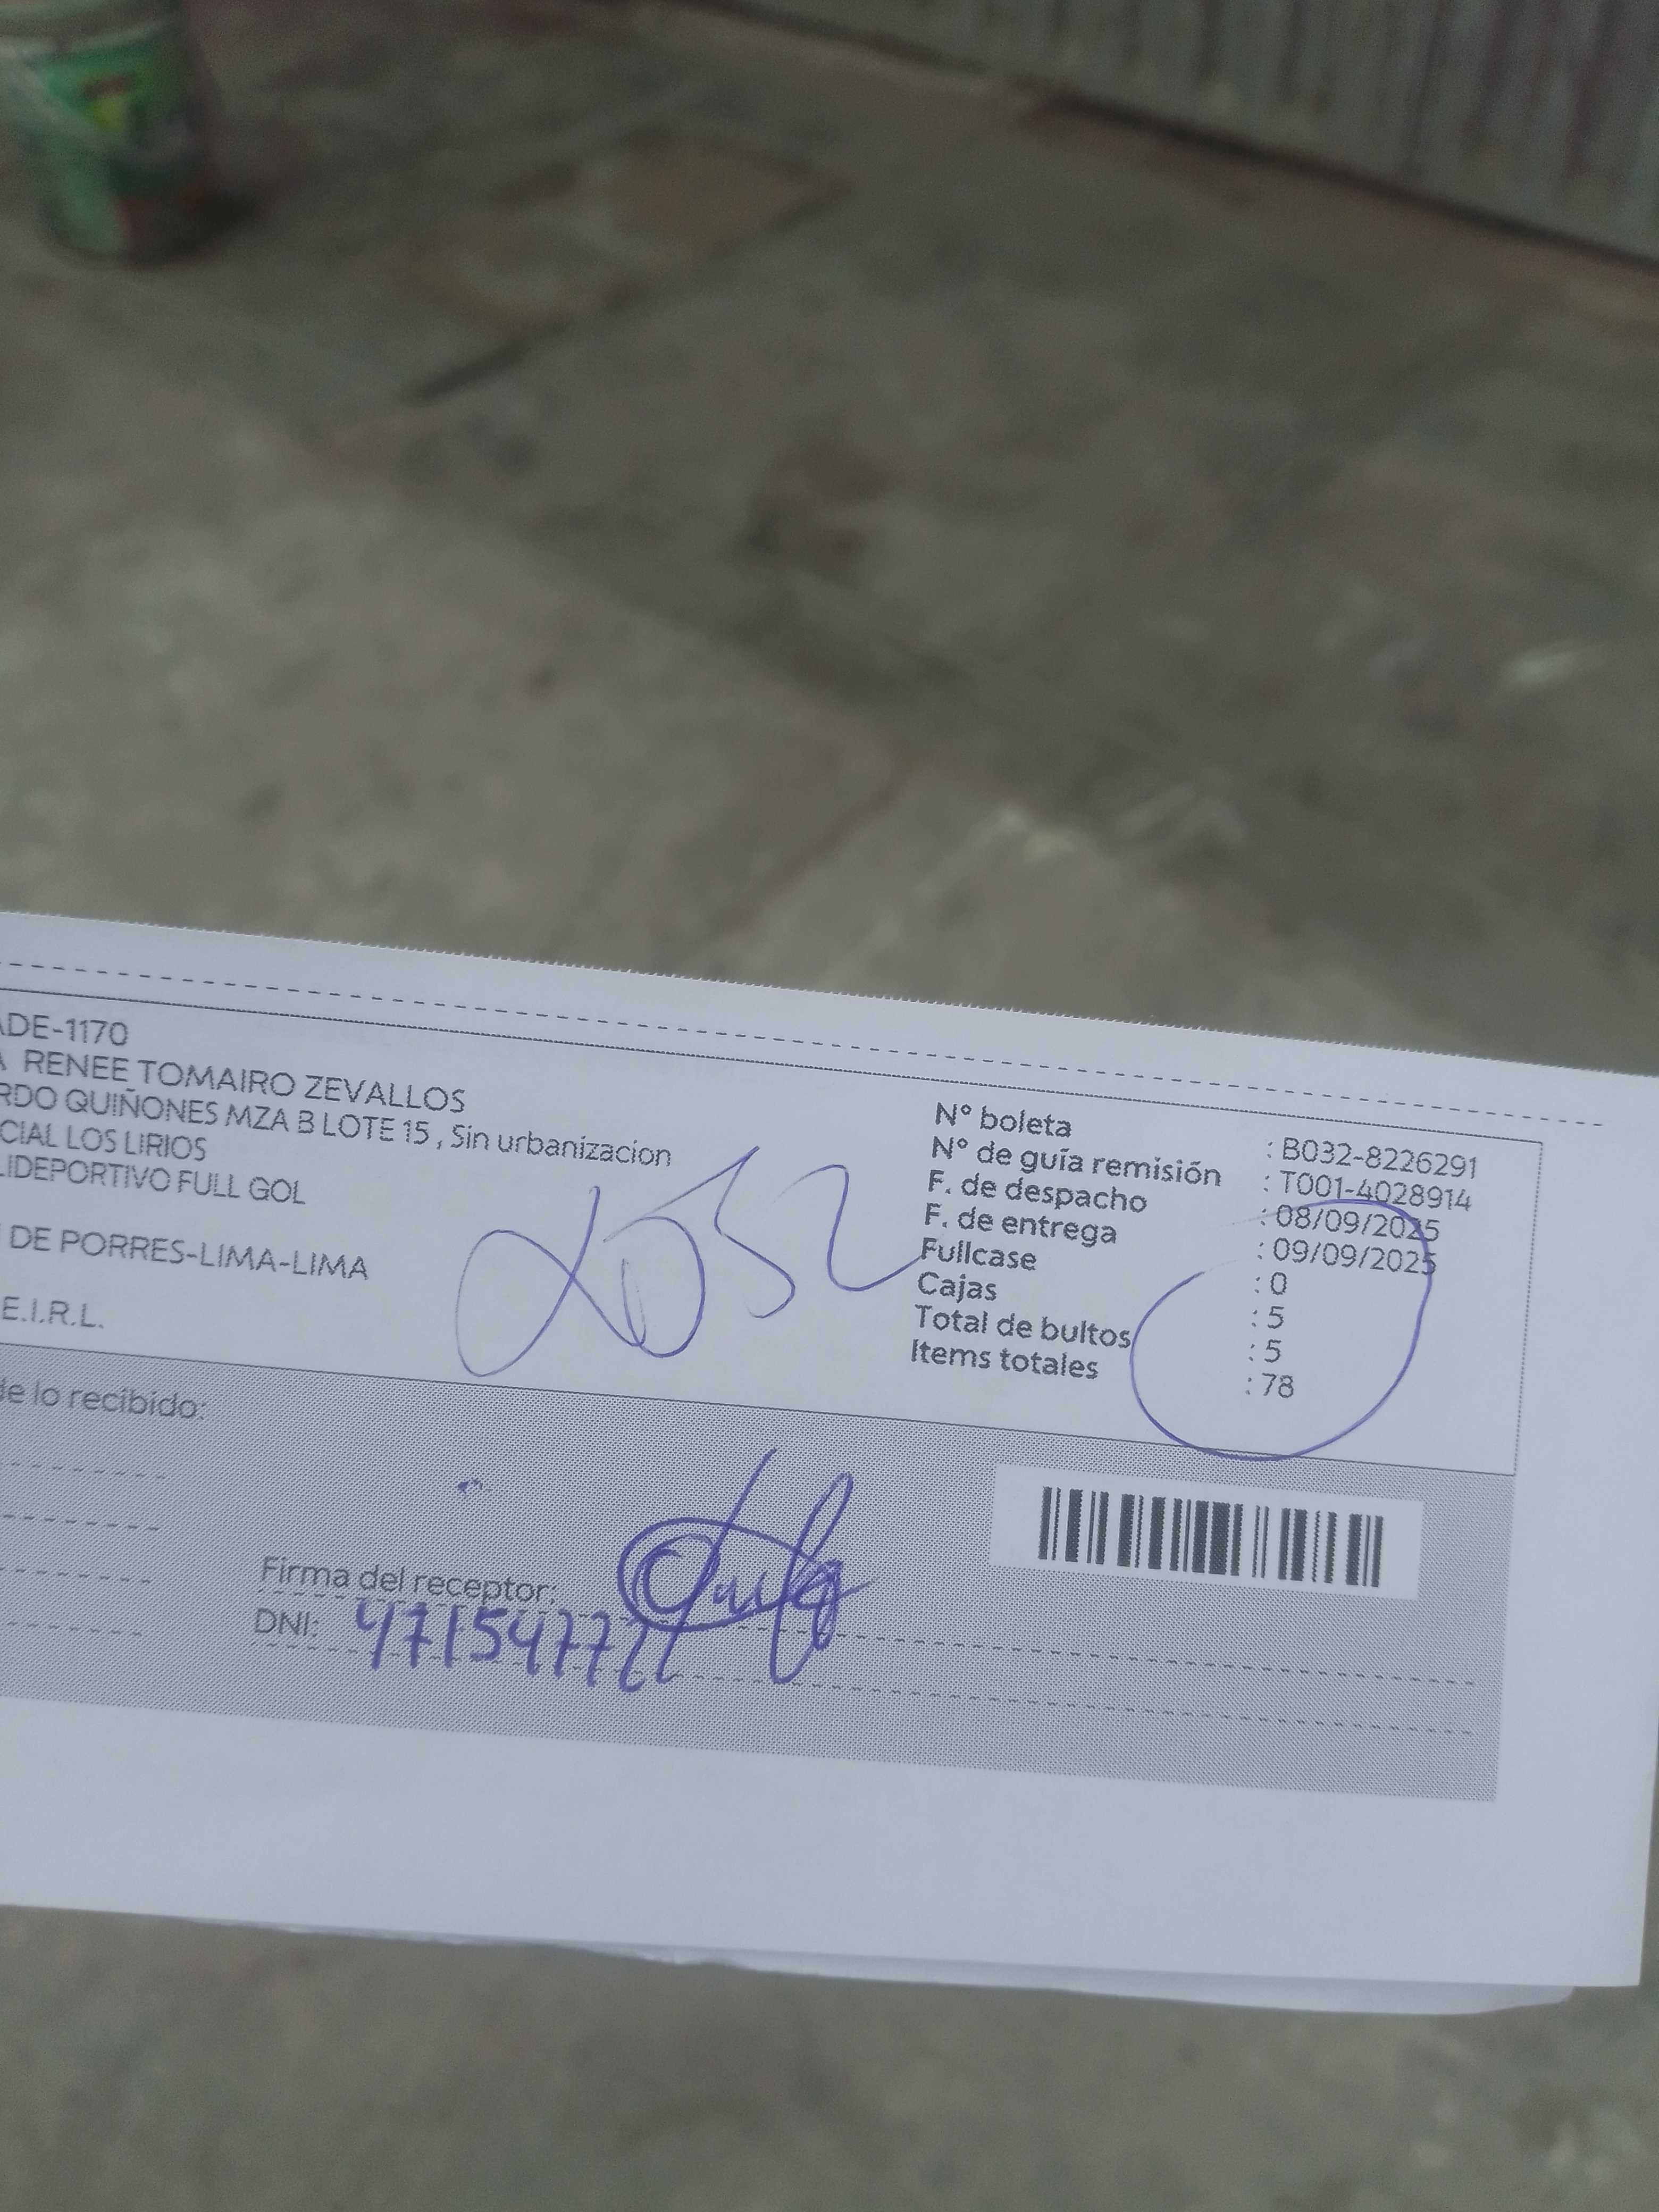 ADE-1170
A RENEE TOMAIRO ZEVALLOS
RDO QUIÑONES MZA B LOTE 15 , Sin urbanizacion
CIAL LOS LIRIOS
LIDEPORTIVO FULL GOL
DE PORRES-LIMA-LIMA
E.I.R.L.
N° boleta : B032-8226291
N° de guía remisión : T001-4028914
F. de despacho : 08/09/2025
F. de entrega : 09/09/2025
Fullcase : 0
Cajas : 5
Total de bultos : 5
Items totales : 78
de lo recibido:
Firma del receptor:
DNI: